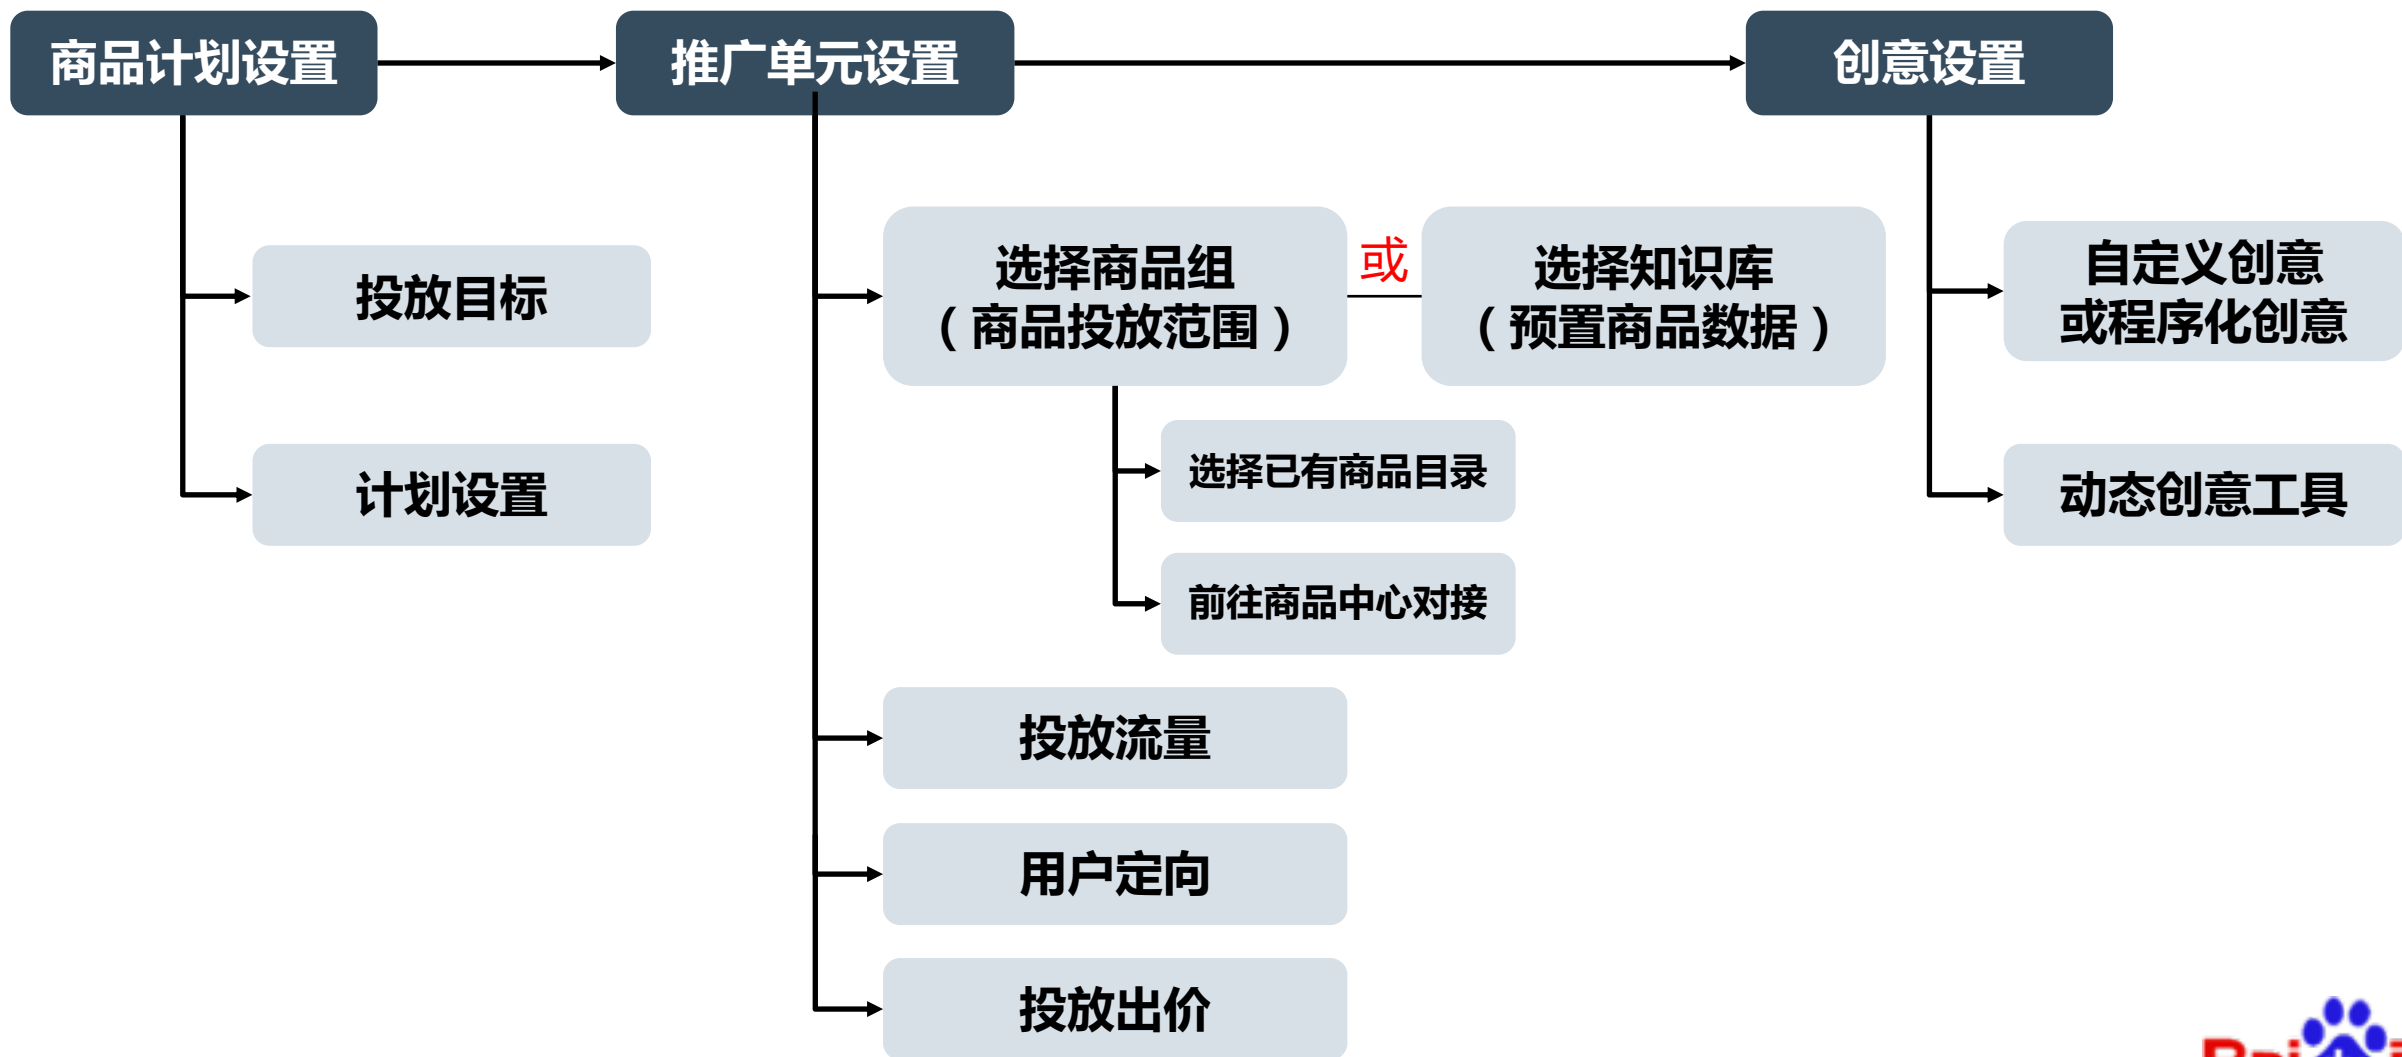 商品计划设置
推广单元设置
创意设置
投放目标
计划设置
选择商品组
（商品投放范围）
或
选择知识库
（预置商品数据）
选择已有商品目录
前往商品中心对接
投放流量
用户定向
投放出价
自定义创意
或程序化创意
动态创意工具